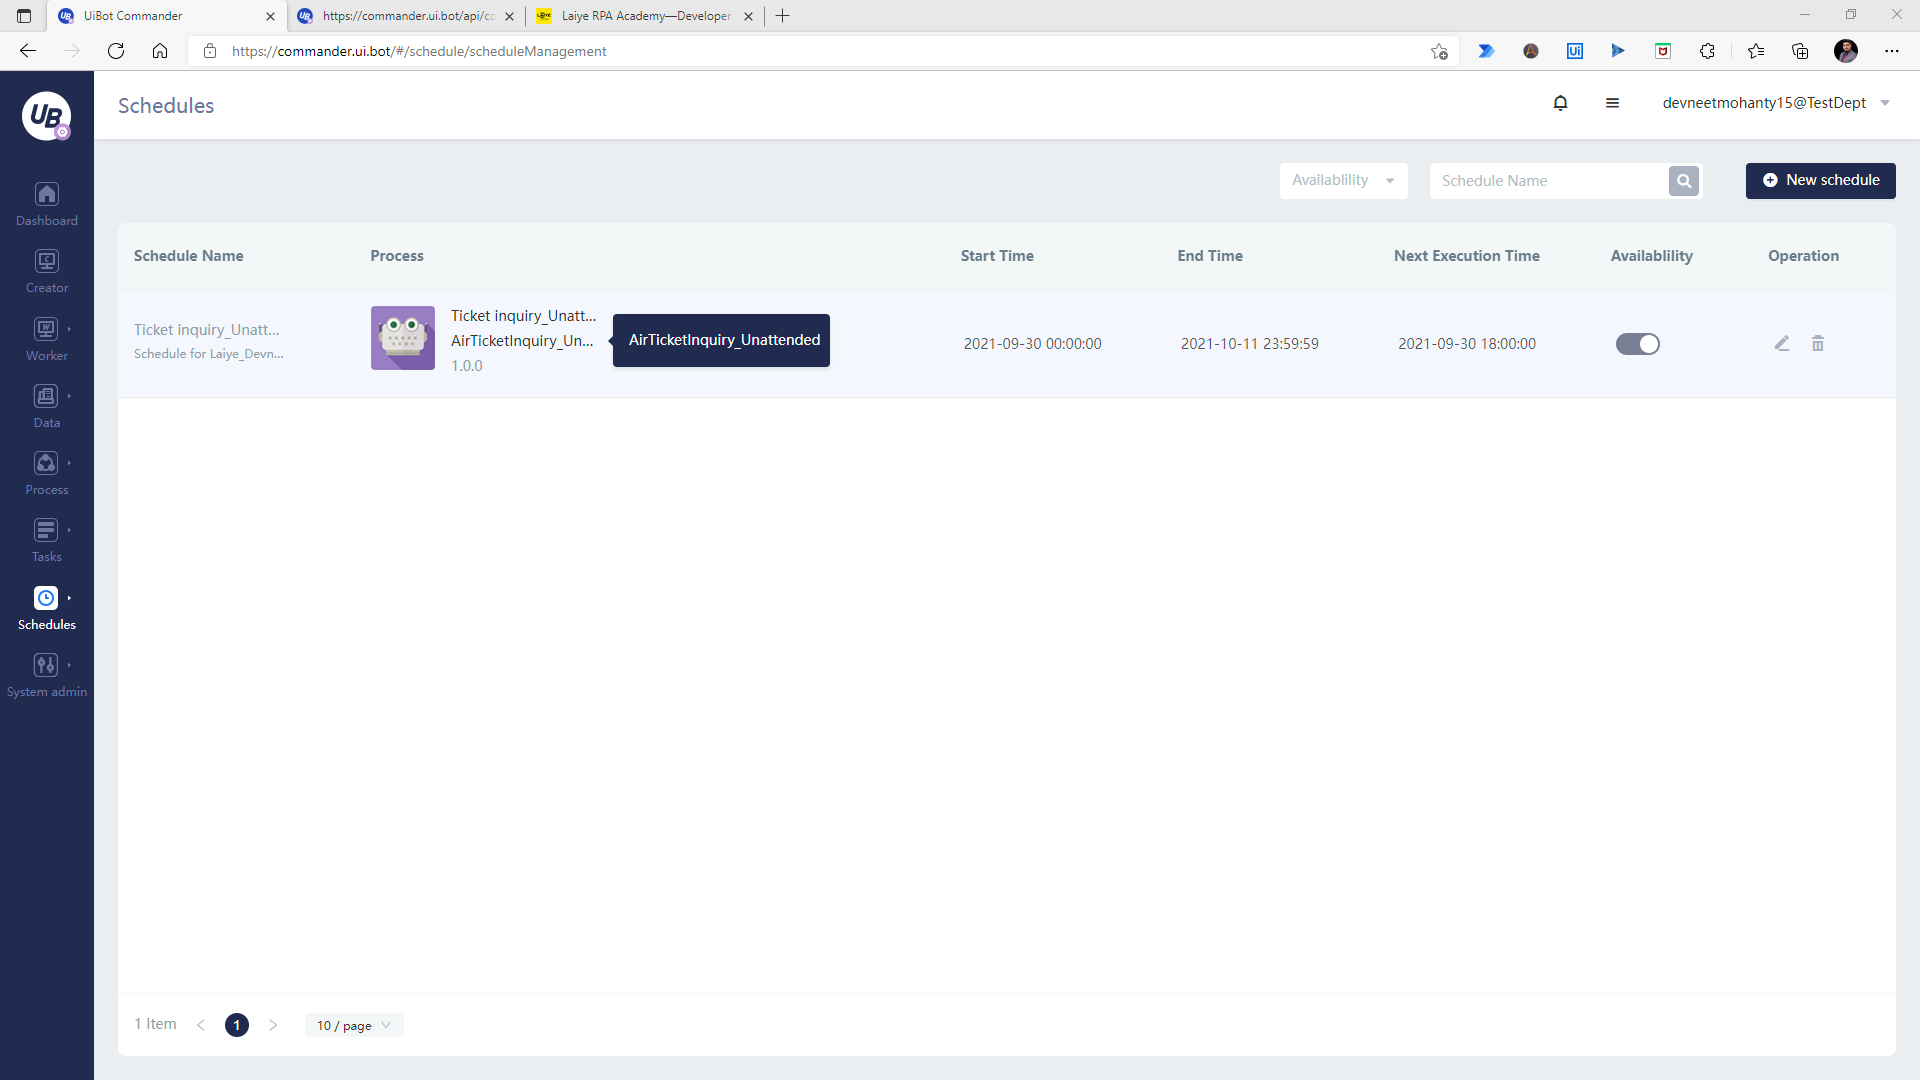 UiBot Commander
https://commander.ui.bot/api/co
Laiye RPA Academy—Developer
https://commander.ui.bot/#/schedule/scheduleManagement
UB
Schedules
devneetmohanty15@TestDept
Availablility
Schedule Name
New schedule
Dashboard
Creator
Worker
Data
Process
Tasks
Schedules
System admin
Schedule Name Process Start Time End Time Next Execution Time Availablility Operation
Ticket inquiry_Unatt...
Schedule for Laiye_Devn...
Ticket inquiry_Unatt...
AirTicketInquiry_Un...
1.0.0
AirTicketInquiry_Unattended
2021-09-30 00:00:00
2021-10-11 23:59:59
2021-09-30 18:00:00
1 Item
1
10 / page